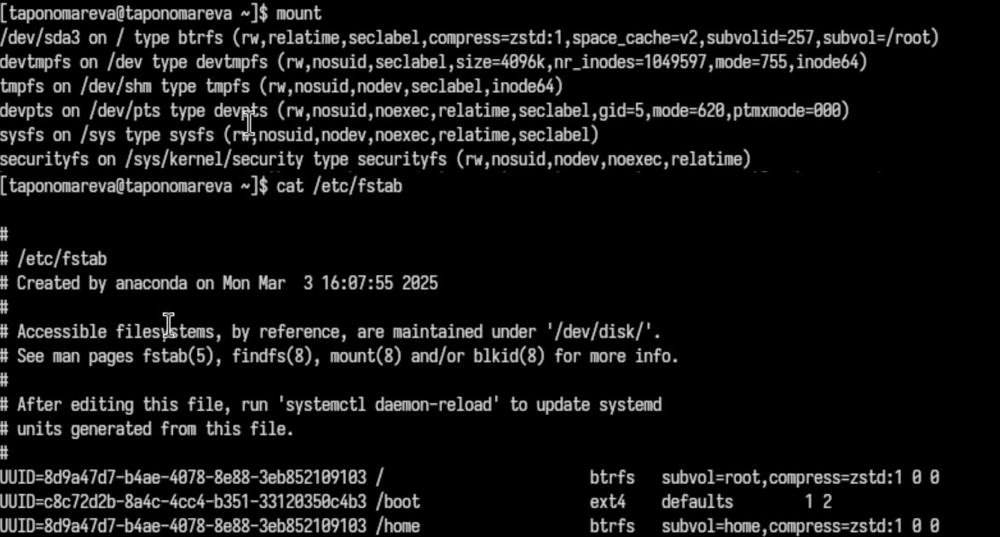 [taponomareva@taponomareva ~]$ mount
/dev/sda3 on / type btrfs (rw,relatime,seclabel,compress=zstd:1,space_cache=v2,subvolid=257,subvol=/root)
devtmpfs on /dev type devtmpfs (rw,nosuid,seclabel,size=4096k,nr_inodes=1049597,mode=755,inode64)
tmpfs on /dev/shm type tmpfs (rw,nosuid,nodev,seclabel,inode64)
devpts on /dev/pts type devpts (rw,nosuid,noexec,relatime,seclabel,gid=5,mode=620,ptmxmode=000)
sysfs on /sys type sysfs (rw,nosuid,nodev,noexec,relatime,seclabel)
securityfs on /sys/kernel/security type securityfs (rw,nosuid,nodev,noexec,relatime)
[taponomareva@taponomareva ~]$ cat /etc/fstab
#
# /etc/fstab
# Created by anaconda on Mon Mar  3 16:07:55 2025
#
# Accessible filesystems, by reference, are maintained under '/dev/disk/'.
# See man pages fstab(5), findfs(8), mount(8) and/or blkid(8) for more info.
#
# After editing this file, run 'systemctl daemon-reload' to update systemd
# units generated from this file.
#
UUID=8d9a47d7-b4ae-4078-8e88-3eb852109103 /                       btrfs   subvol=root,compress=zstd:1 0 0
UUID=c8c72d2b-8a4c-4cc4-b351-33120350c4b3 /boot                   ext4    defaults        1 2
UUID=8d9a47d7-b4ae-4078-8e88-3eb852109103 /home                   btrfs   subvol=home,compress=zstd:1 0 0